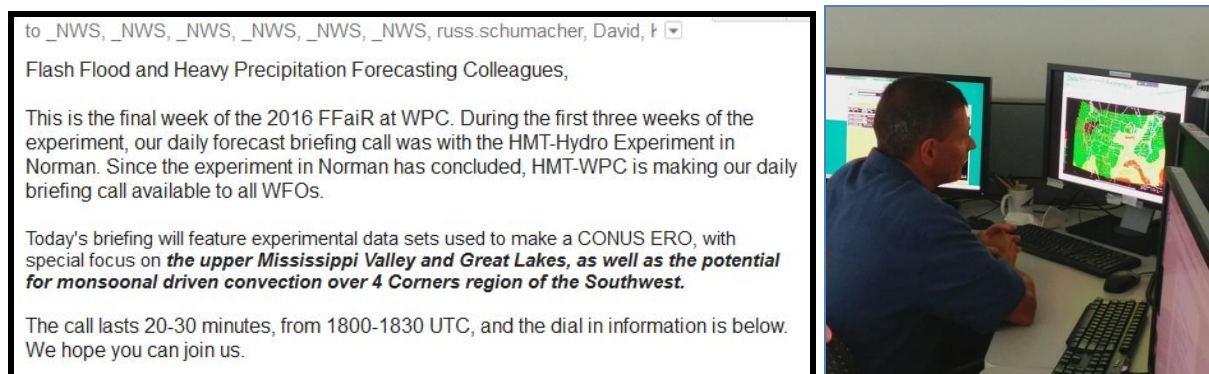 to _NWS, _NWS, _NWS, _NWS, _NWS, _NWS, russ.schumacher, David,
Flash Flood and Heavy Precipitation Forecasting Colleagues,
This is the final week of the 2016 FFaiR at WPC. During the first three weeks of the
experiment, our daily forecast briefing call was with the HMT-Hydro Experiment in
Norman. Since the experiment in Norman has concluded, HMT-WPC is making our daily
briefing call available to all WFOs.
Today's briefing will feature experimental data sets used to make a CONUS ERO, with
special focus on the upper Mississippi Valley and Great Lakes, as well as the potential
for monsoonal driven convection over 4 Corners region of the Southwest.
The call lasts 20-30 minutes, from 1800-1830 UTC, and the dial in information is below.
We hope you can join us.